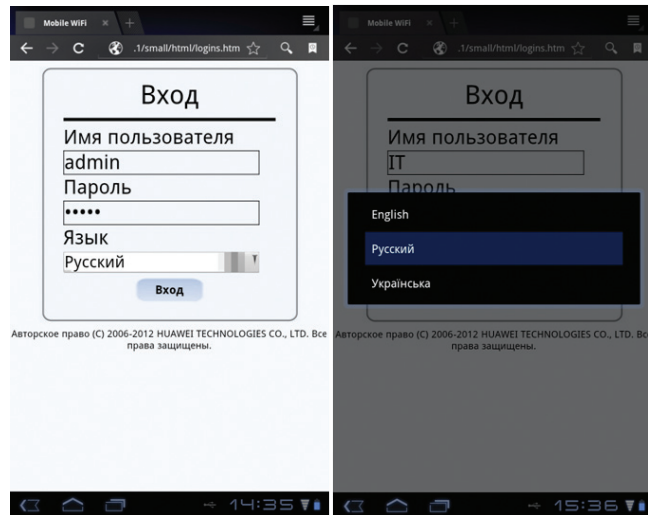 Mobile WiFi
.1/small/html/logins.htm
Вход
Имя пользователя
admin
Пароль
•••••
Язык
Русский
Вход
Авторское право (C) 2006-2012 HUAWEI TECHNOLOGIES CO., LTD. Все
права защищены.
14:35
Mobile WiFi
.1/small/html/logins.htm
Вход
Имя пользователя
IT
Пароль
English
Русский
Українська
Авторское право (C) 2006-2012 HUAWEI TECHNOLOGIES CO., LTD. Вс
права защищены.
15:36